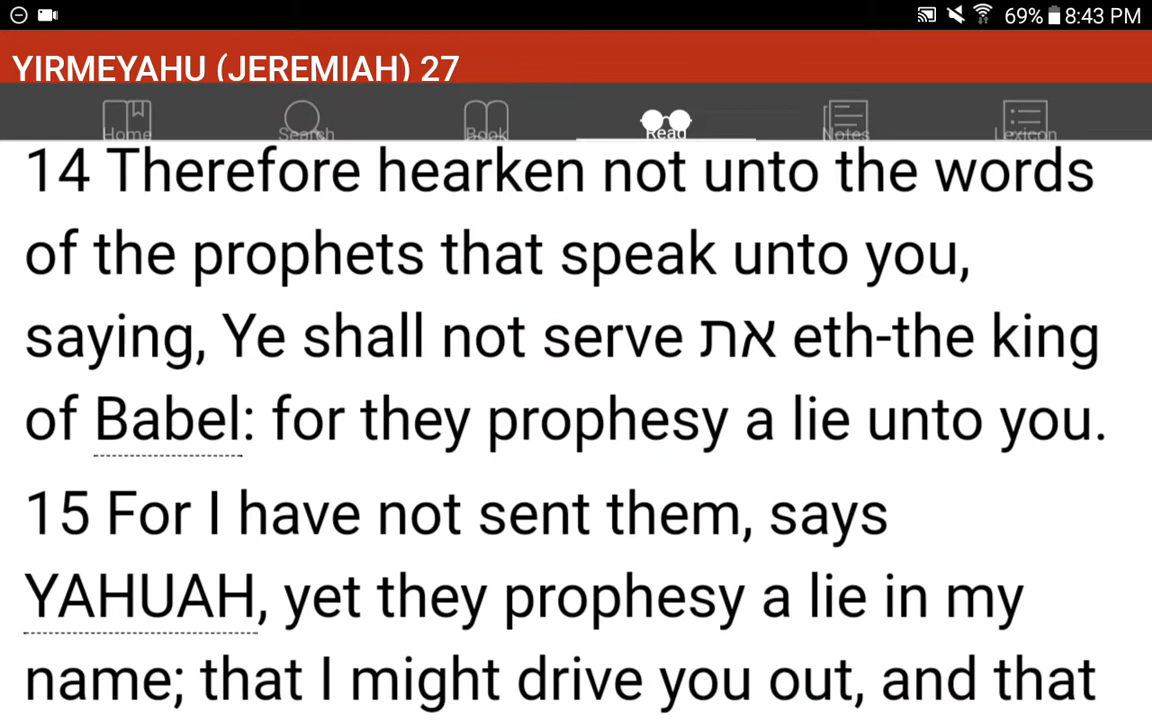 69% 8:43 PM
YIRMEYAHU (JEREMIAH) 27
Home Search Book Read Notes Lexicon
14 Therefore hearken not unto the words
of the prophets that speak unto you,
saying, Ye shall not serve את eth-the king
of Babel: for they prophesy a lie unto you.
15 For I have not sent them, says
YAHUAH, yet they prophesy a lie in my
name; that I might drive you out, and that